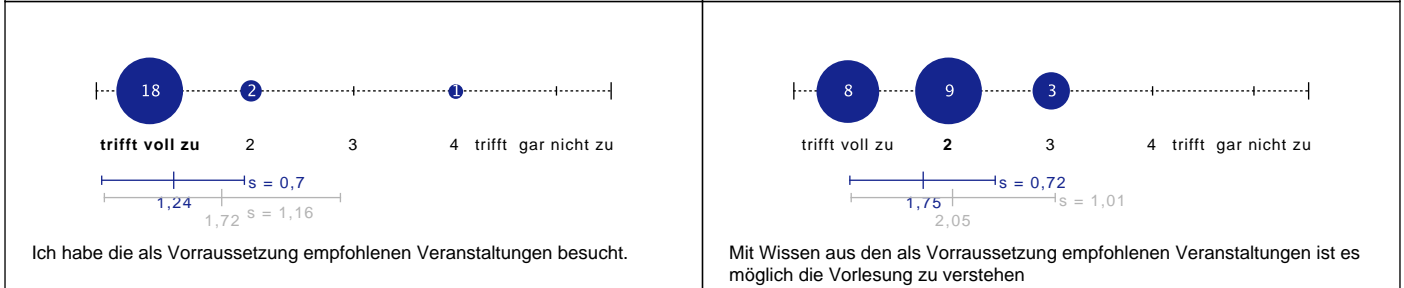 18 2 1
trifft voll zu 2 3 4 trifft gar nicht zu
s = 0,7
1,24
1,72 s = 1,16
Ich habe die als Vorraussetzung empfohlenen Veranstaltungen besucht.
8 9 3
trifft voll zu 2 3 4 trifft gar nicht zu
s = 0,72
1,75 s = 1,01
2,05
Mit Wissen aus den als Vorraussetzung empfohlenen Veranstaltungen ist es
möglich die Vorlesung zu verstehen